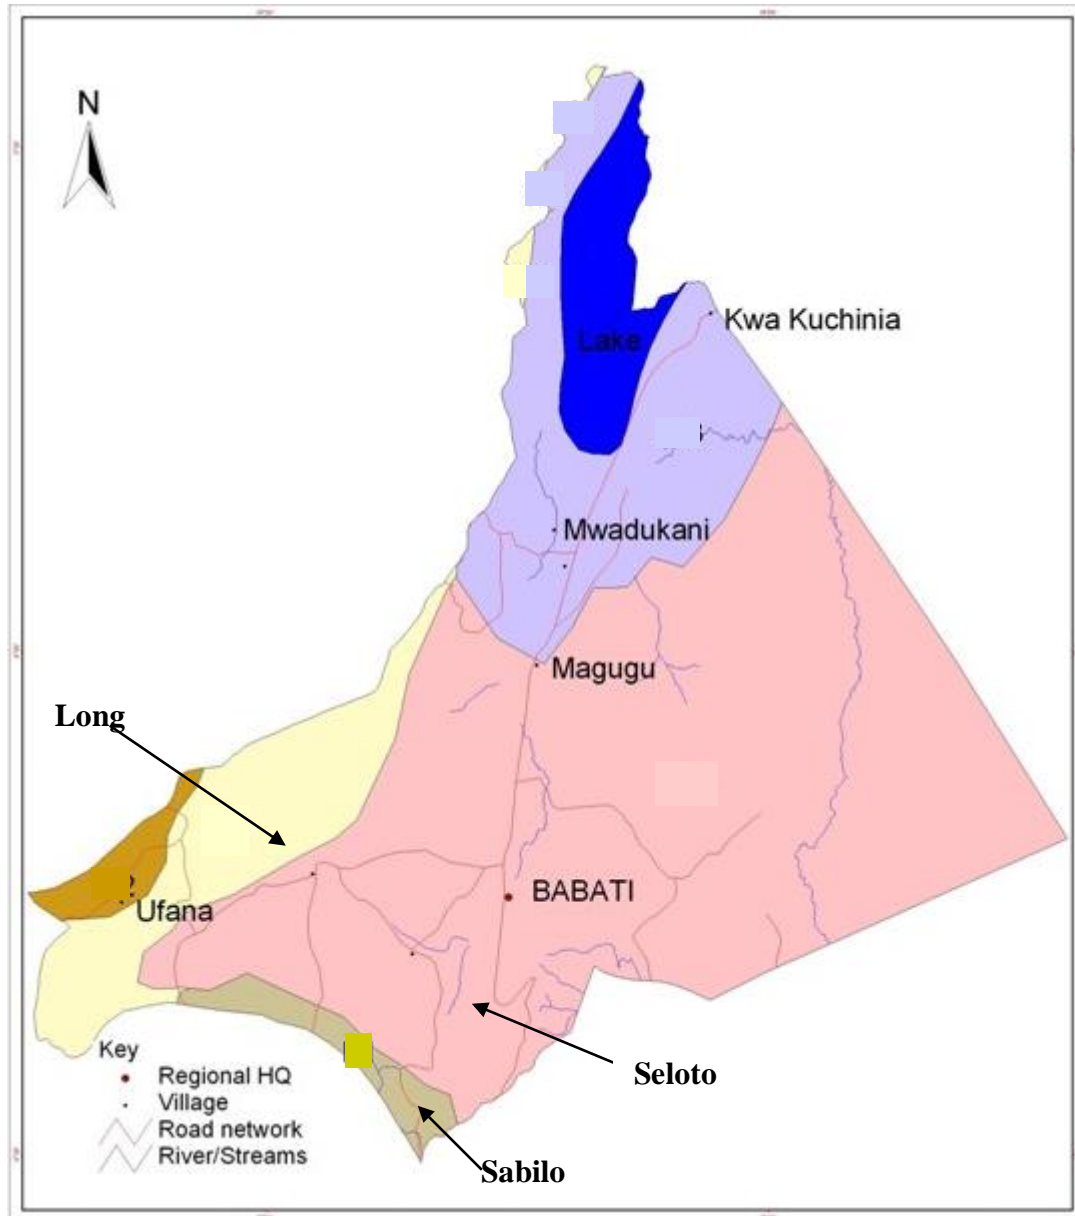 N
Kwa Kuchinia
Lake
Mwadukani
Magugu
Long
BABATI
Ufana
Key
Regional HQ
Village
Road network
River/Streams
Seloto
Sabilo